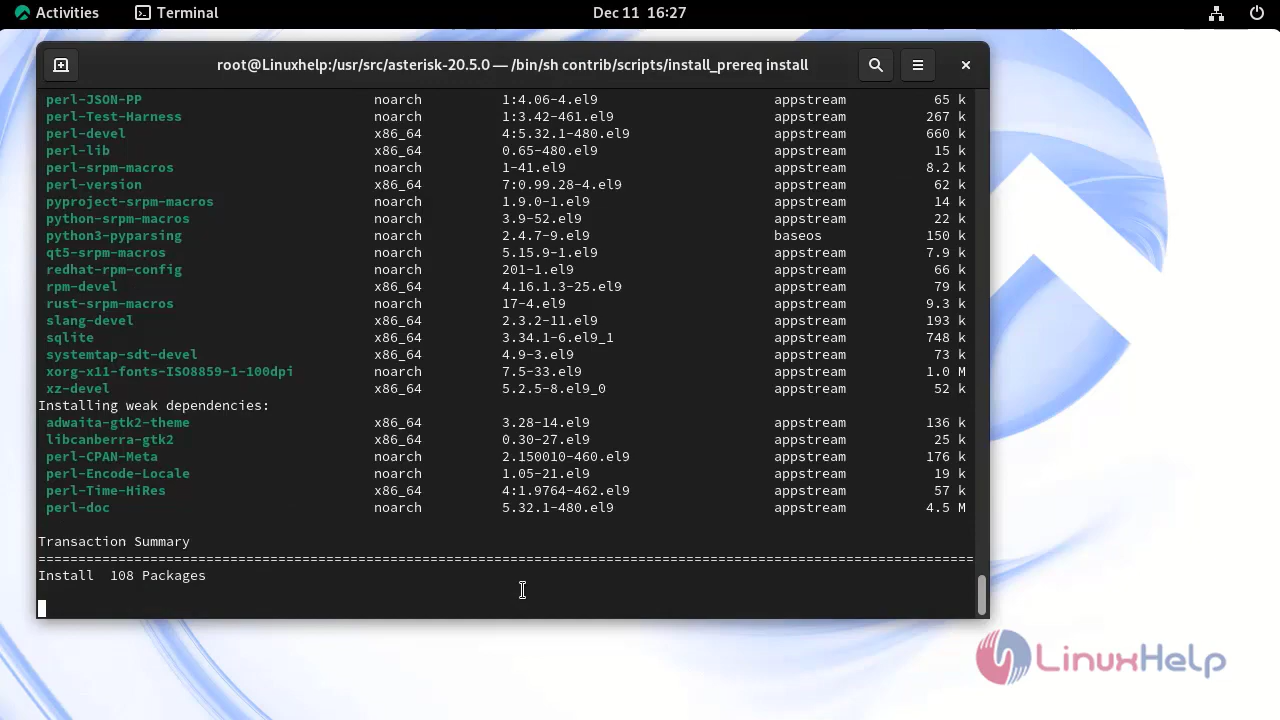 Activities Terminal Dec 11 16:27
root@Linuxhelp:/usr/src/asterisk-20.5.0 — /bin/sh contrib/scripts/install_prereq install
perl-JSON-PP noarch 1:4.06-4.el9 appstream 65 k
perl-Test-Harness noarch 1:3.42-461.el9 appstream 267 k
perl-devel x86_64 4:5.32.1-480.el9 appstream 660 k
perl-lib x86_64 0.65-480.el9 appstream 15 k
perl-srpm-macros noarch 1-41.el9 appstream 8.2 k
perl-version x86_64 7:0.99.28-4.el9 appstream 62 k
pyproject-srpm-macros noarch 1.9.0-1.el9 appstream 14 k
python-srpm-macros noarch 3.9-52.el9 appstream 22 k
python3-pyparsing noarch 2.4.7-9.el9 baseos 150 k
qt5-srpm-macros noarch 5.15.9-1.el9 appstream 7.9 k
redhat-rpm-config noarch 201-1.el9 appstream 66 k
rpm-devel x86_64 4.16.1.3-25.el9 appstream 79 k
rust-srpm-macros noarch 17-4.el9 appstream 9.3 k
slang-devel x86_64 2.3.2-11.el9 appstream 193 k
sqlite x86_64 3.34.1-6.el9_1 appstream 748 k
systemtap-sdt-devel x86_64 4.9-3.el9 appstream 73 k
xorg-x11-fonts-ISO8859-1-100dpi noarch 7.5-33.el9 appstream 1.0 M
xz-devel x86_64 5.2.5-8.el9_0 appstream 52 k
Installing weak dependencies:
adwaita-gtk2-theme x86_64 3.28-14.el9 appstream 136 k
libcanberra-gtk2 x86_64 0.30-27.el9 appstream 25 k
perl-CPAN-Meta noarch 2.150010-460.el9 appstream 176 k
perl-Encode-Locale noarch 1.05-21.el9 appstream 19 k
perl-Time-HiRes x86_64 4:1.9764-462.el9 appstream 57 k
perl-doc noarch 5.32.1-480.el9 appstream 4.5 M
Transaction Summary
=====================================================================================================================
Install 108 Packages
LinuxHelp